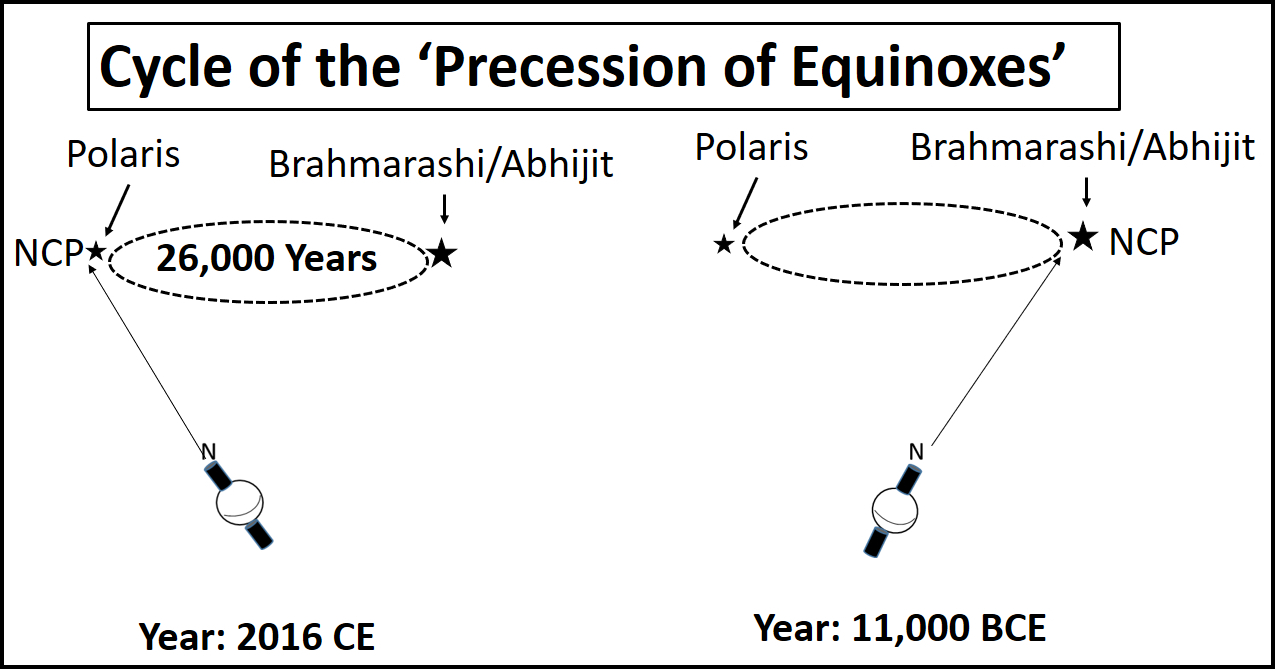 Cycle of the ‘Precession of Equinoxes’
Polaris
Brahmarashi/Abhijit
NCP
26,000 Years
N
Year: 2016 CE
Polaris
Brahmarashi/Abhijit
NCP
N
Year: 11,000 BCE